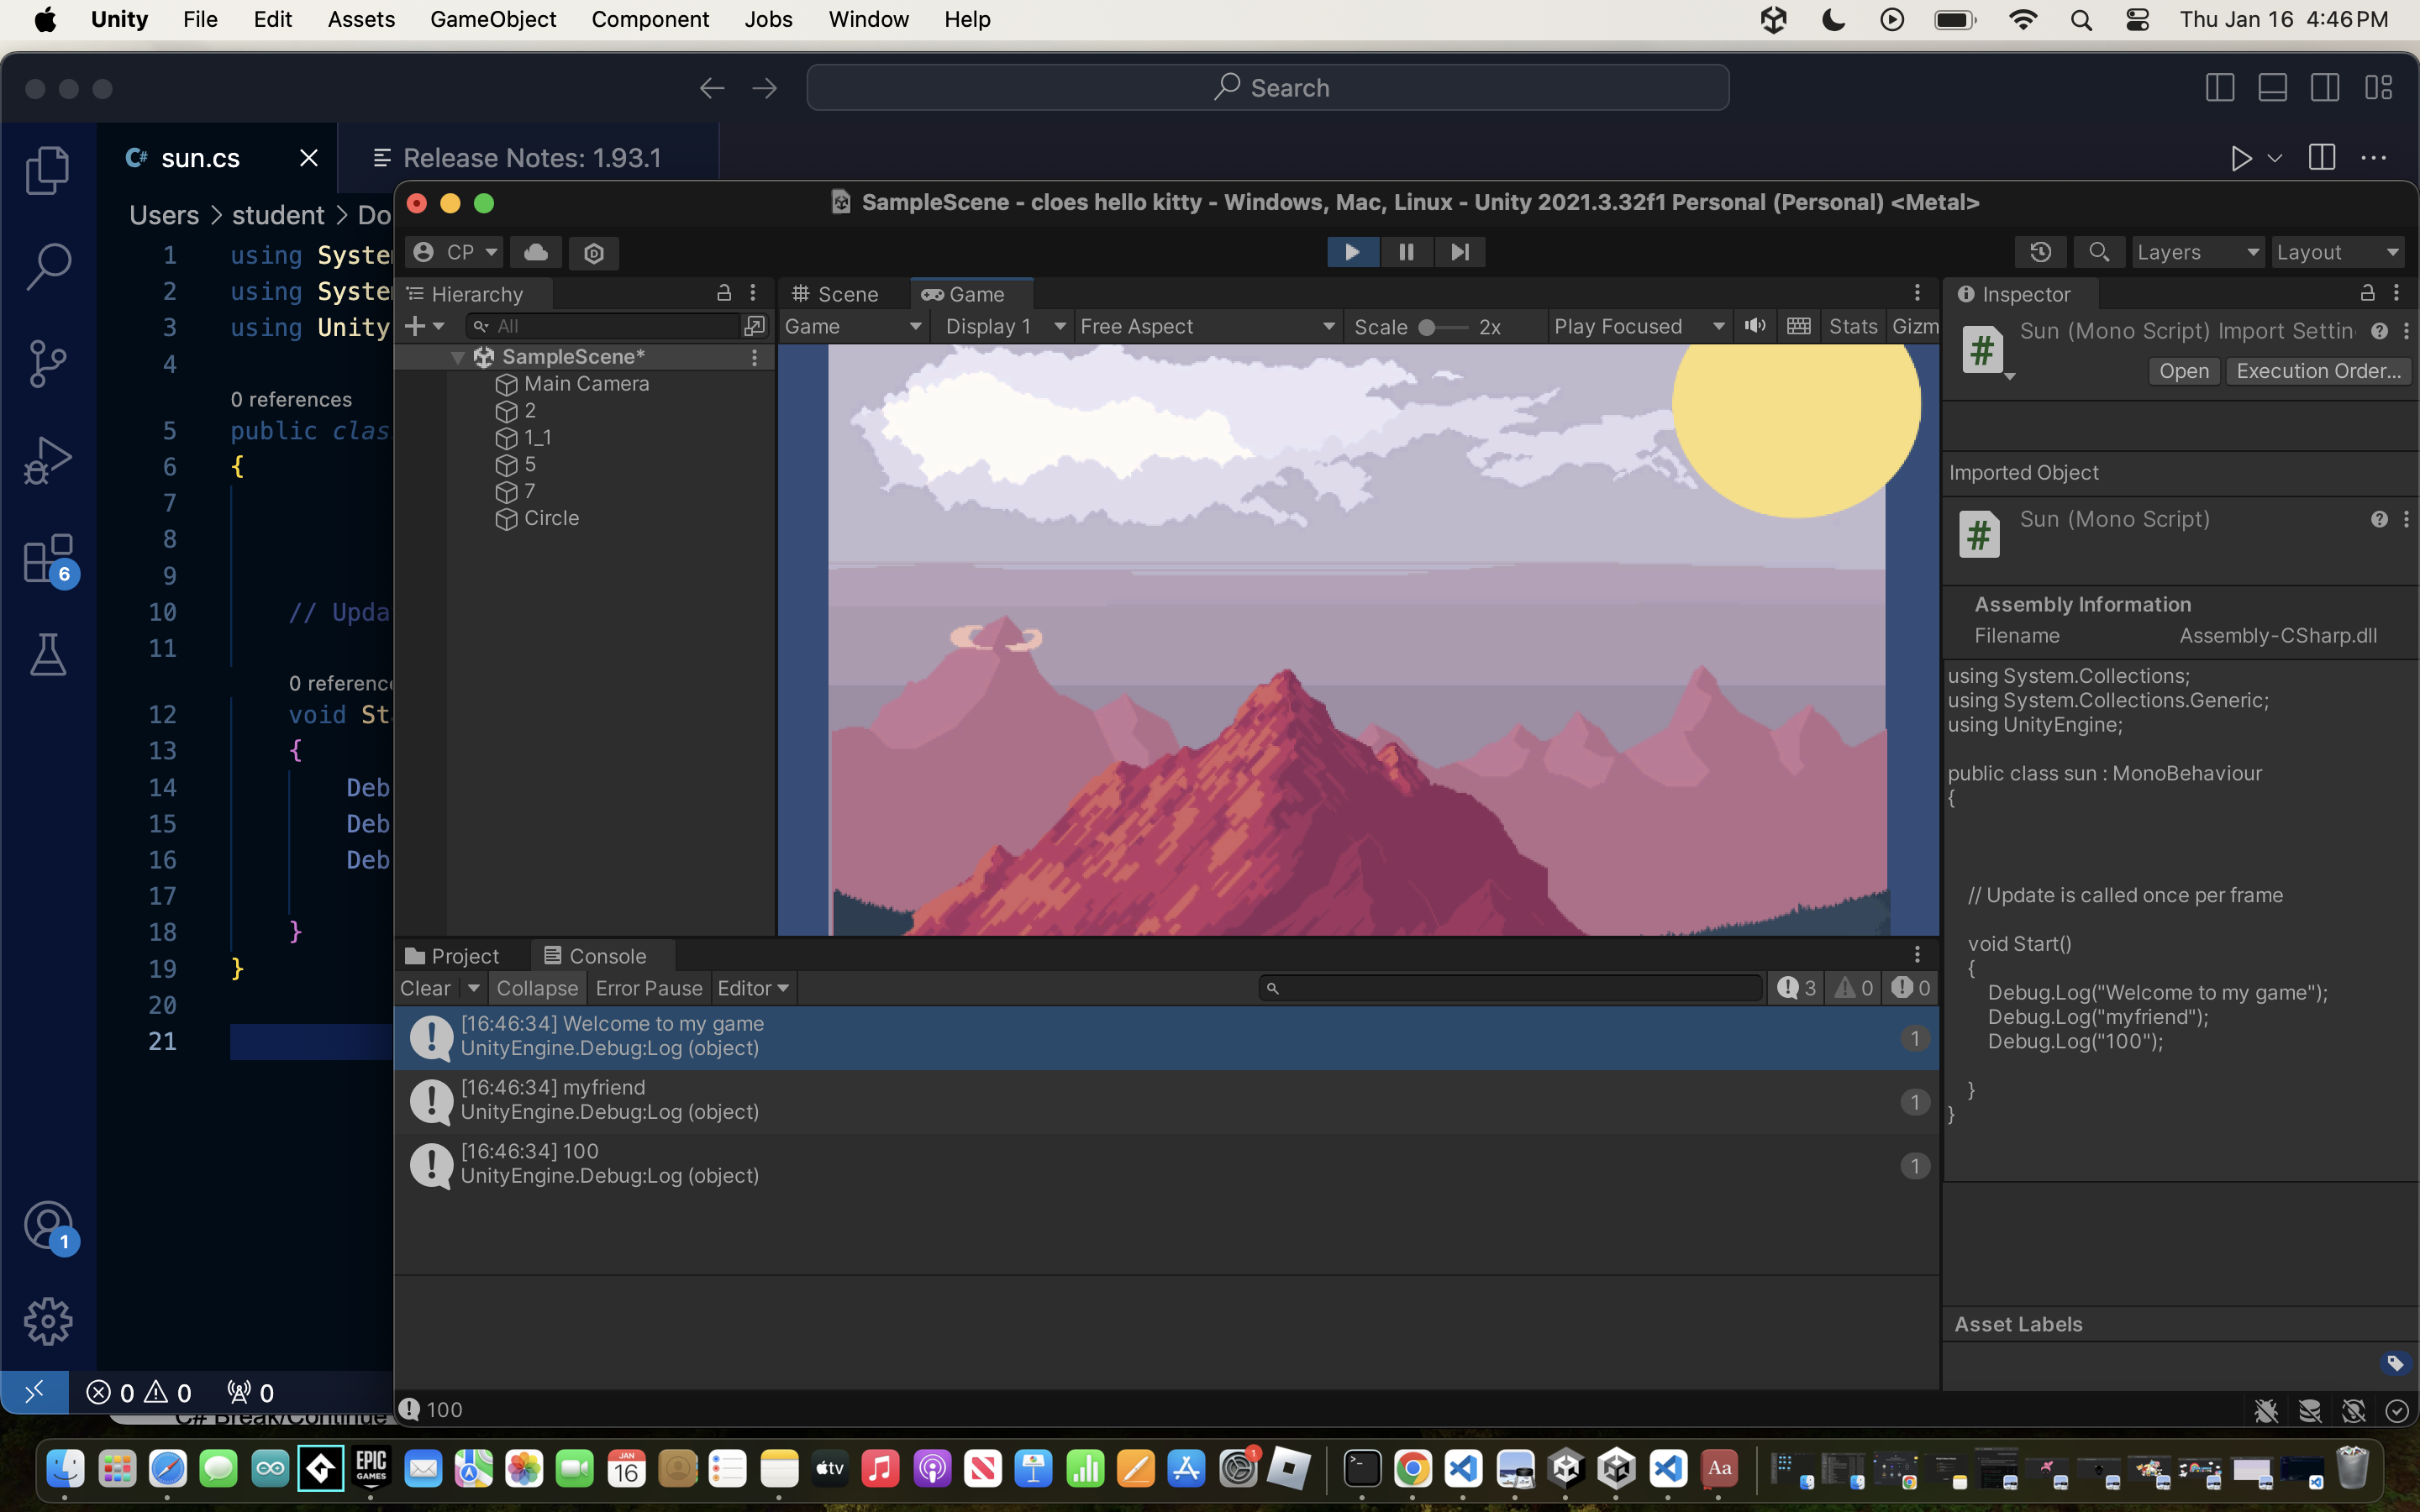 Unity File Edit Assets GameObject Component Jobs Window Help Thu Jan 16 4:46 PM
Search
sun.cs Release Notes: 1.93.1
Users > student > Do
SampleScene - cloes hello kitty - Windows, Mac, Linux - Unity 2021.3.32f1 Personal (Personal) <Metal>
CP Layers Layout
Hierarchy
All
SampleScene*
Main Camera
2
1_1
5
7
Circle
Scene Game
Game Display 1 Free Aspect Scale 2x Play Focused Stats Gizm
Inspector
Sun (Mono Script) Import Settin
Open Execution Order...
Imported Object
Sun (Mono Script)
Assembly Information
Filename Assembly-CSharp.dll
using System.Collections;
using System.Collections.Generic;
using UnityEngine;
public class sun : MonoBehaviour
{
// Update is called once per frame
void Start()
{
Debug.Log("Welcome to my game");
Debug.Log("myfriend");
Debug.Log("100");
}
}
Asset Labels
1 using Syste
2 using Syste
3 using Unity
4
0 references
5 public clas
6 {
7
8
9
10 // Upda
11
0 referenc
12 void St
13 {
14 Deb
15 Deb
16 Deb
17
18 }
19 }
20
21
6
1
0 0 0
Project Console
Clear Collapse Error Pause Editor 3 0 0
[16:46:34] Welcome to my game
UnityEngine.Debug:Log (object) 1
[16:46:34] myfriend
UnityEngine.Debug:Log (object) 1
[16:46:34] 100
UnityEngine.Debug:Log (object) 1
100
C# Break/Continue
EPIC GAMES
JAN
16
tv
1
Aa